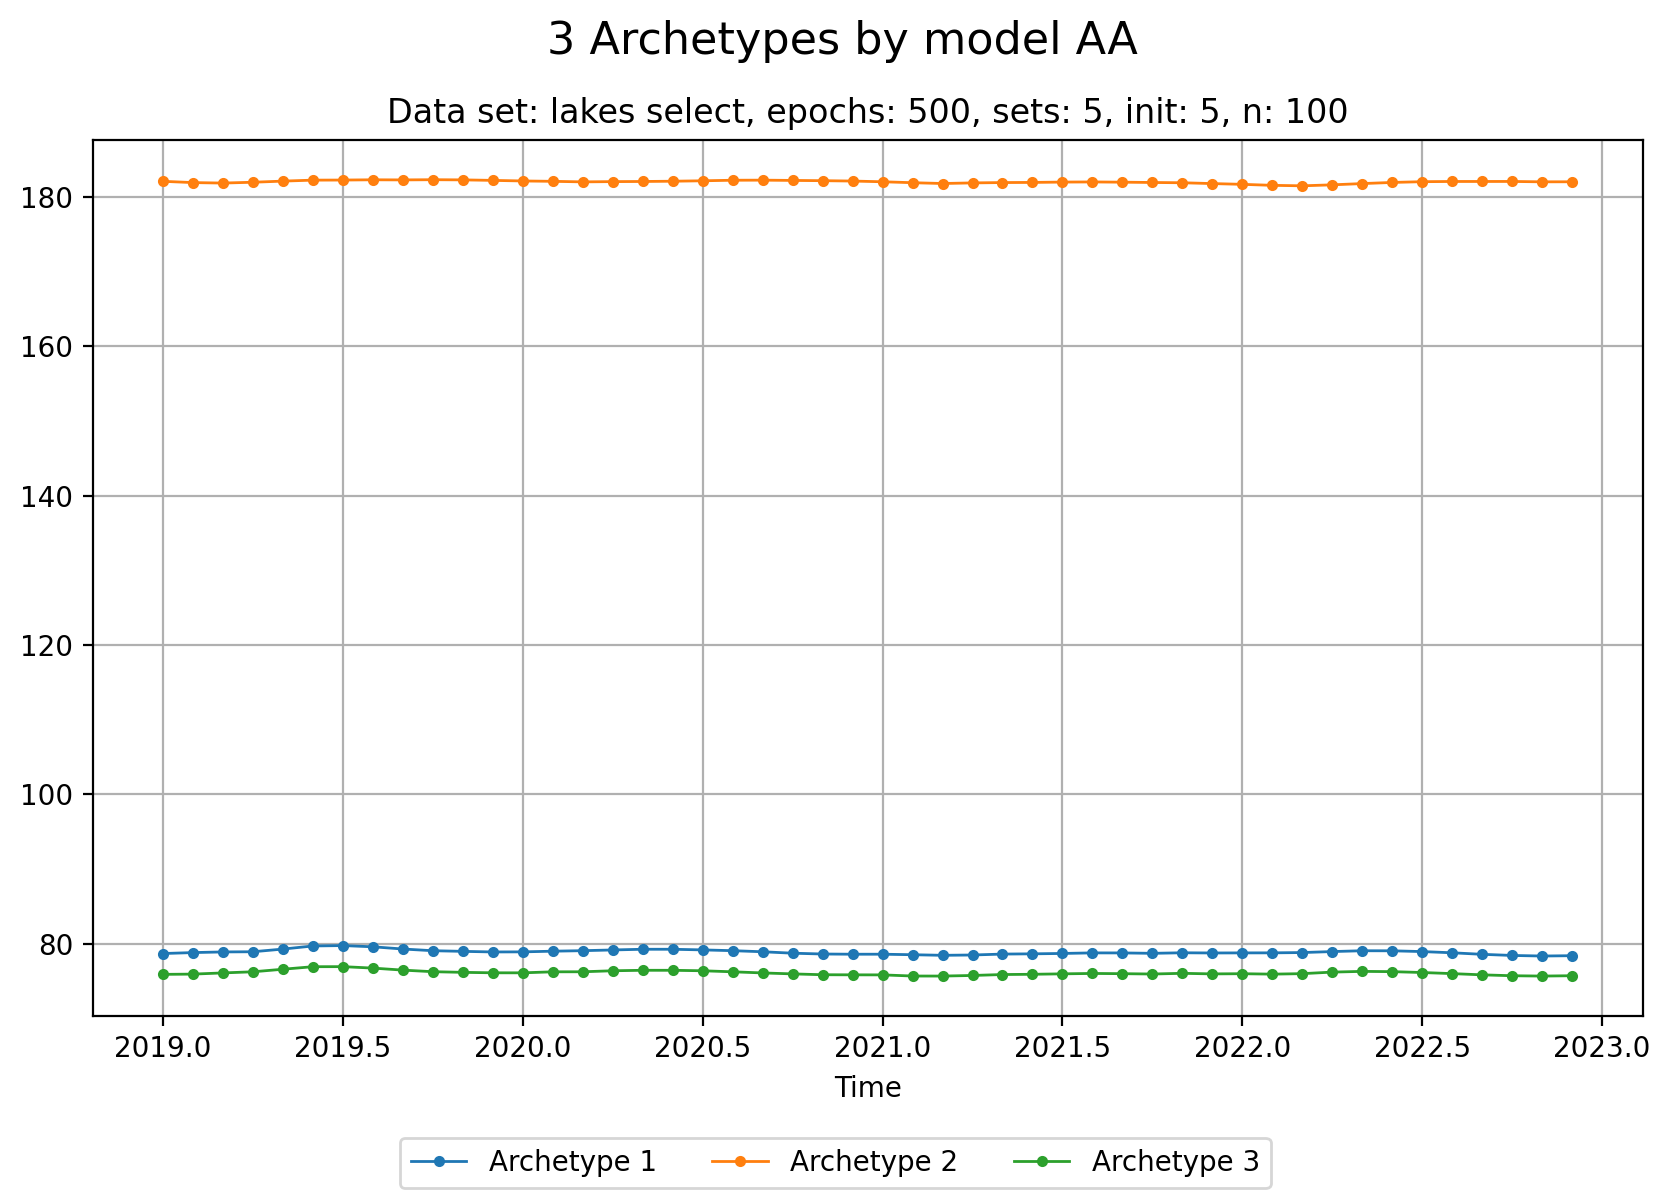 3 Archetypes by model AA
Data set: lakes select, epochs: 500, sets: 5, init: 5, n: 100
180
160
140
120
100
80
2019.0 2019.5 2020.0 2020.5 2021.0 2021.5 2022.0 2022.5 2023.0
Time
Archetype 1 Archetype 2 Archetype 3